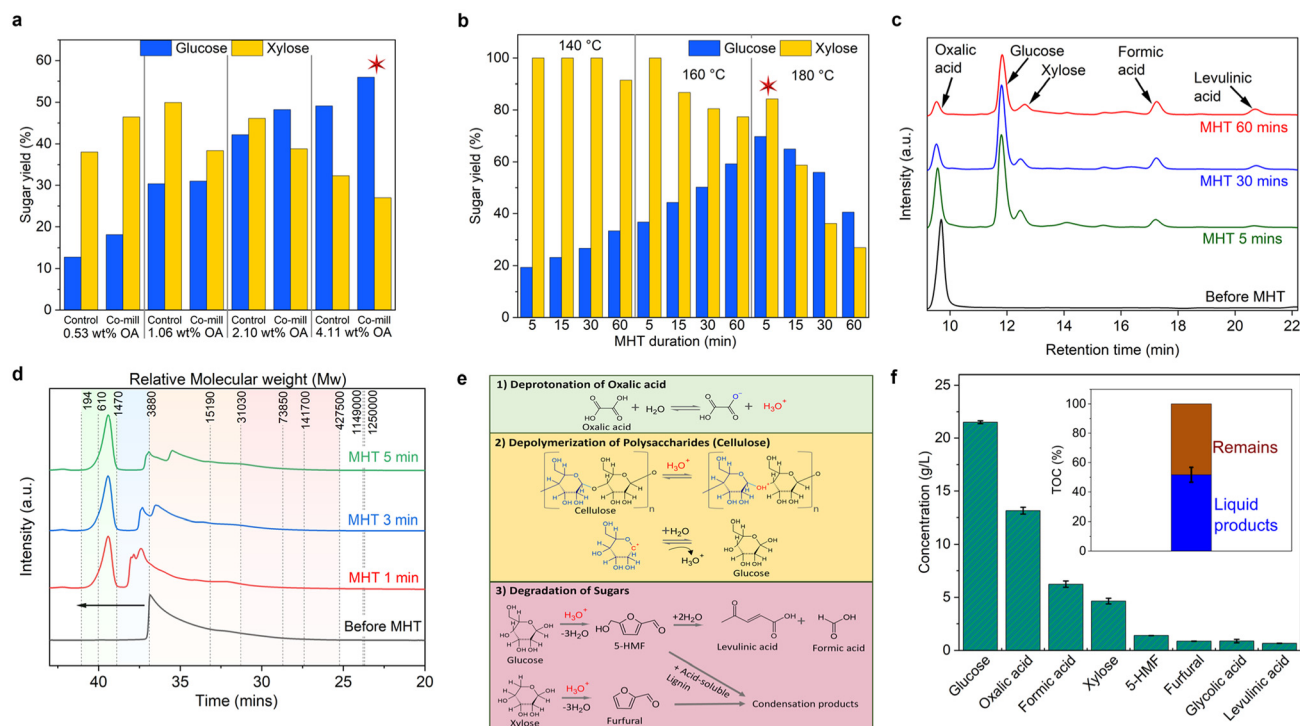 a
Glucose
Xylose
Sugar yield (%)
60
50
40
30
20
10
0
Control Co-mill Control Co-mill Control Co-mill Control Co-mill
0.53 wt% OA 1.06 wt% OA 2.10 wt% OA 4.11 wt% OA
b
Glucose
Xylose
140 °C
160 °C
180 °C
Sugar yield (%)
100
80
60
40
20
0
5 15 30 60 5 15 30 60 5 15 30 60
MHT duration (min)
c
Oxalic acid
Glucose
Xylose
Formic acid
Levulinic acid
MHT 60 mins
MHT 30 mins
MHT 5 mins
Before MHT
Intensity (a.u.)
10 12 14 16 18 20 22
Retention time (min)
d
Relative Molecular weight (Mw)
194
610
1470
3880
15190
31030
73850
141700
427500
1149000
1250000
MHT 5 min
MHT 3 min
MHT 1 min
Before MHT
Intensity (a.u.)
40 35 30 25 20
Time (mins)
e
1) Deprotonation of Oxalic acid
+ H₂O
+ H₃O⁺
Oxalic acid
2) Depolymerization of Polysaccharides (Cellulose)
H₃O⁺
Cellulose
+H₂O
H₃O⁺
Glucose
3) Degradation of Sugars
H₃O⁺
-3H₂O
+2H₂O
+
Glucose
5-HMF
Levulinic acid
Formic acid
+ Acid-soluble
Lignin
H₃O⁺
-3H₂O
Xylose
Furfural
Condensation products
f
Concentration (g/L)
25
20
15
10
5
0
Glucose
Oxalic acid
Formic acid
Xylose
5-HMF
Furfural
Glycolic acid
Levulinic acid
TOC (%)
100
80
60
40
20
0
Remains
Liquid
products